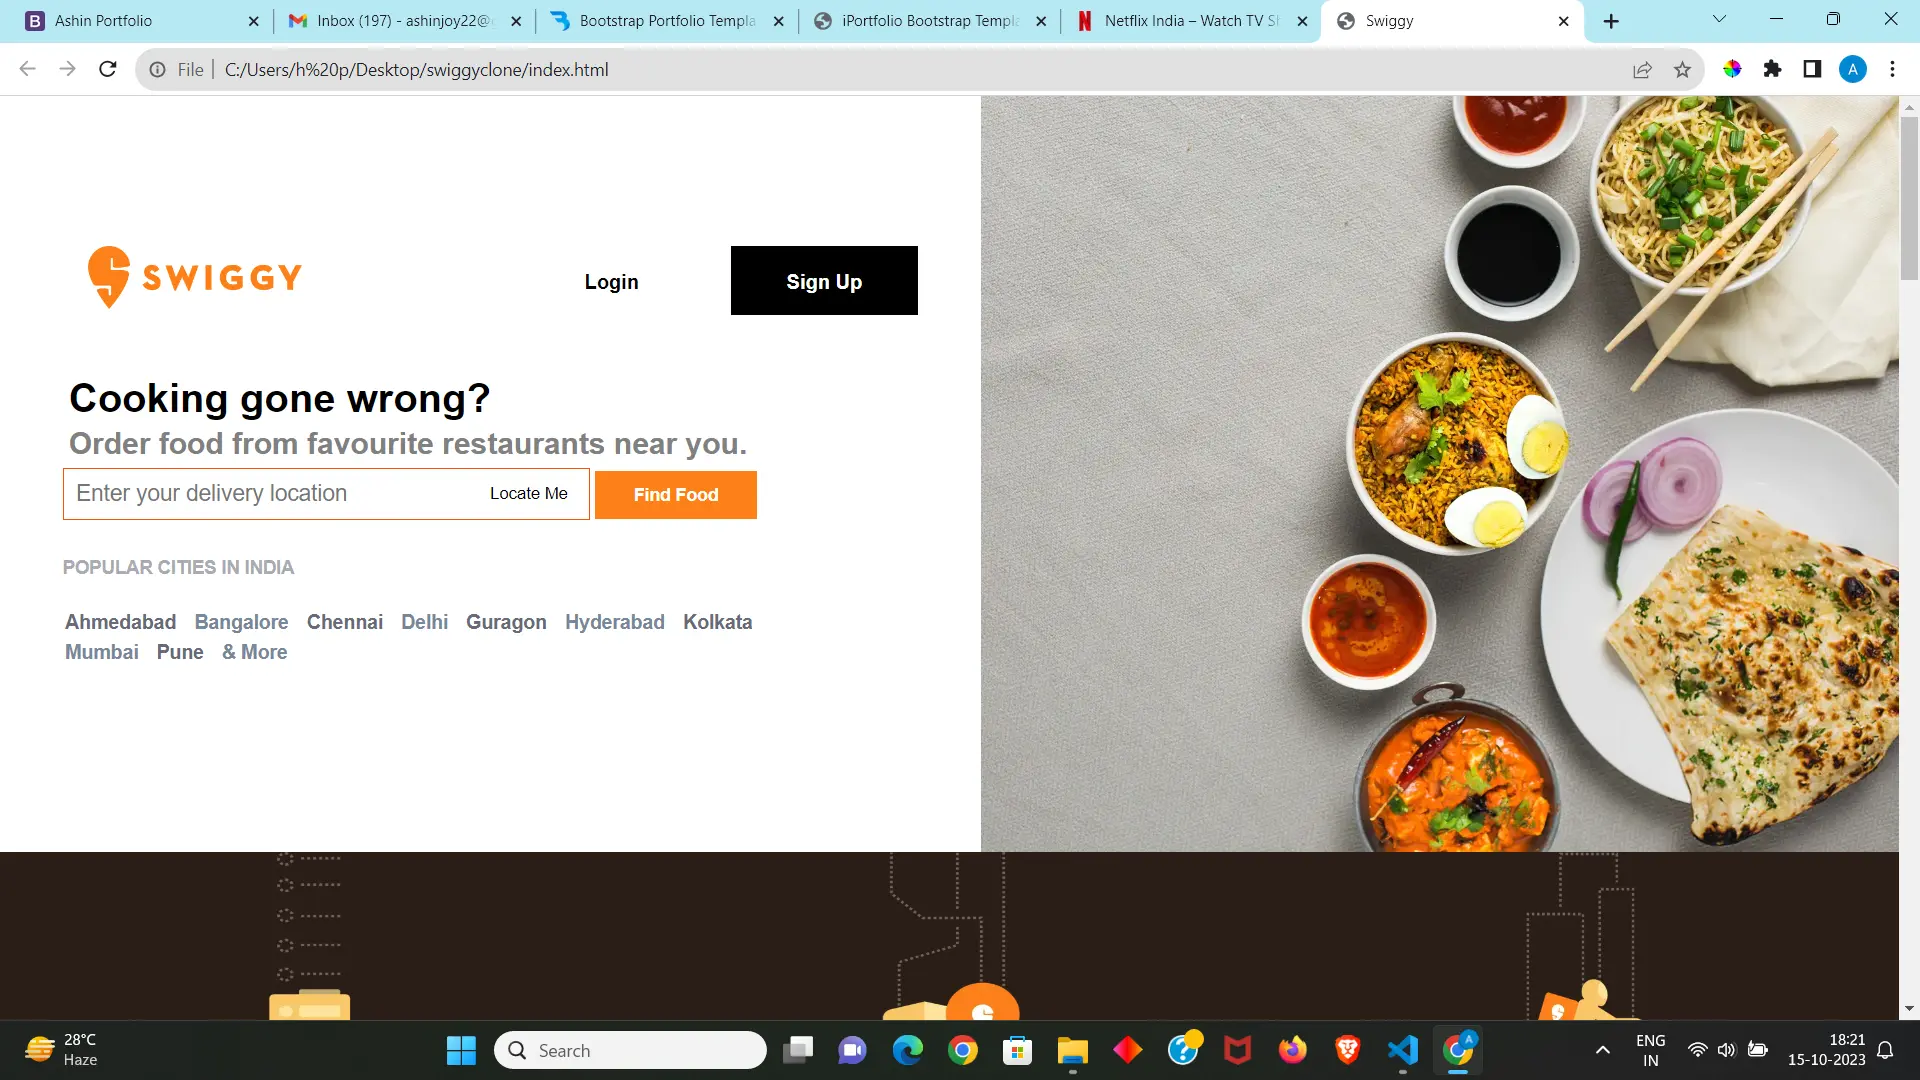 Ashin Portfolio
Inbox (197) - ashinjoy22@
Bootstrap Portfolio Templa
iPortfolio Bootstrap Templa
Netflix India – Watch TV Sh
Swiggy
File
C:/Users/h%20p/Desktop/swiggyclone/index.html
A
SWIGGY
Login
Sign Up
Cooking gone wrong?
Order food from favourite restaurants near you.
Enter your delivery location
Locate Me
Find Food
POPULAR CITIES IN INDIA
Ahmedabad Bangalore Chennai Delhi Guragon Hyderabad Kolkata
Mumbai Pune & More
28°C
Haze
Search
A
ENG
IN
18:21
15-10-2023